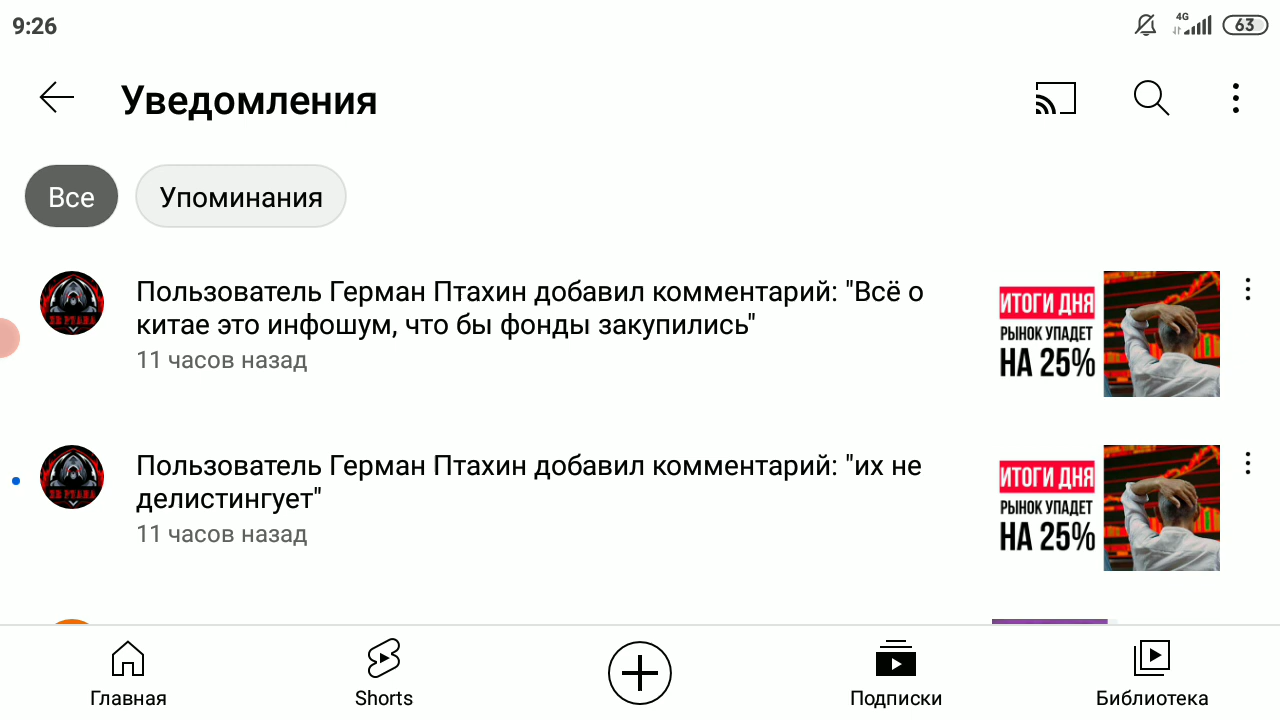 9:26
4G
63
Уведомления
Все
Упоминания
Пользователь Герман Птахин добавил комментарий: "Всё о
китае это инфошум, что бы фонды закупились"
11 часов назад
ИТОГИ ДНЯ
РЫНОК УПАДЕТ
НА 25%
Пользователь Герман Птахин добавил комментарий: "их не
делистингует"
11 часов назад
ИТОГИ ДНЯ
РЫНОК УПАДЕТ
НА 25%
Главная
Shorts
Подписки
Библиотека